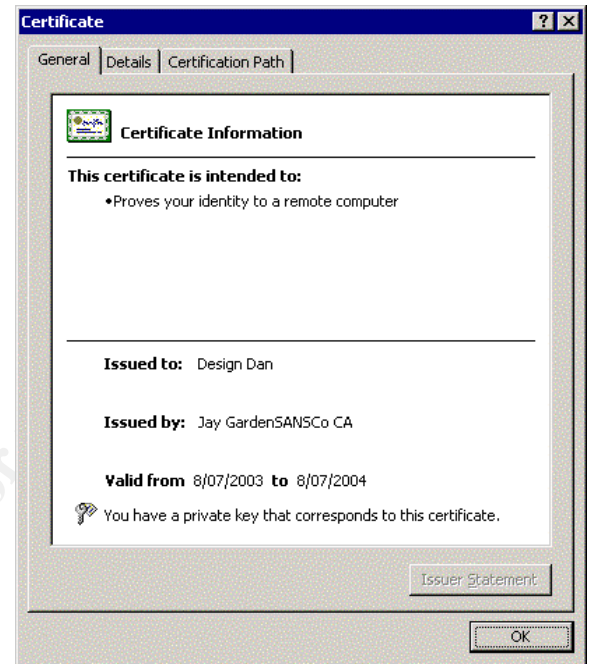 Certificate
General Details Certification Path
Certificate Information
This certificate is intended to:
•Proves your identity to a remote computer
Issued to: Design Dan
Issued by: Jay GardenSANSCo CA
Valid from 8/07/2003 to 8/07/2004
You have a private key that corresponds to this certificate.
Issuer Statement
OK